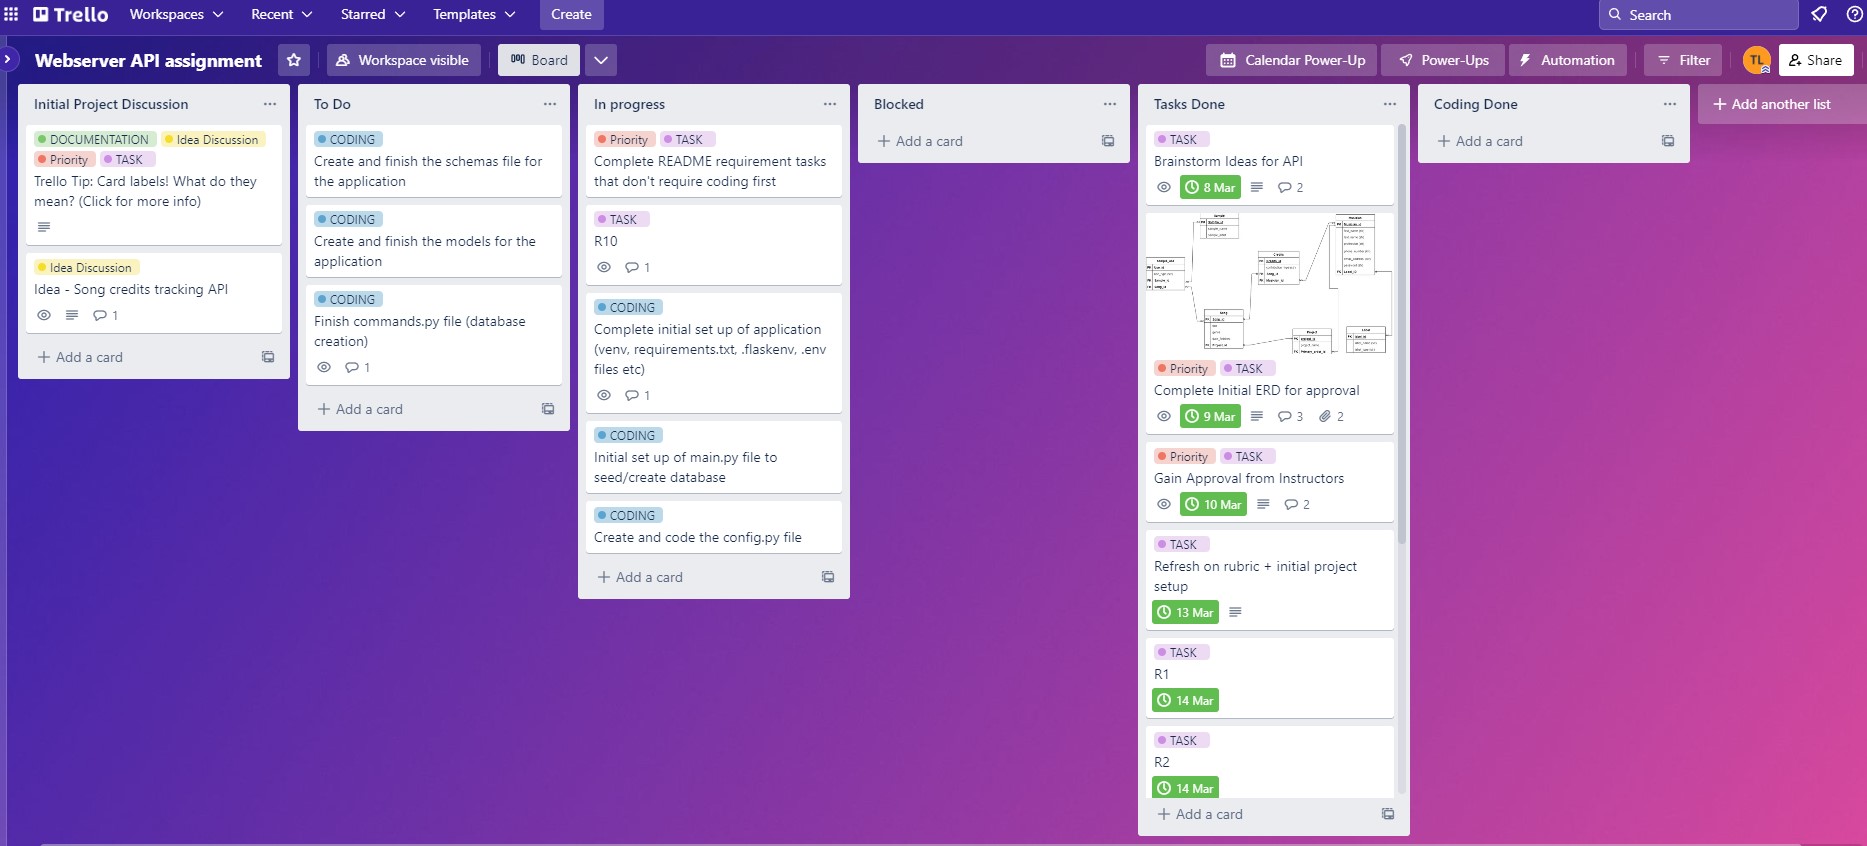 Trello
Workspaces
Recent
Starred
Templates
Create
Search
Webserver API assignment
Workspace visible
Board
Calendar Power-Up
Power-Ups
Automation
Filter
TL
Share
Initial Project Discussion
DOCUMENTATION
Idea Discussion
Priority
TASK
Trello Tip: Card labels! What do they
mean? (Click for more info)
Idea Discussion
Idea - Song credits tracking API
1
+ Add a card
To Do
CODING
Create and finish the schemas file for
the application
CODING
Create and finish the models for the
application
CODING
Finish commands.py file (database
creation)
1
+ Add a card
In progress
Priority
TASK
Complete README requirement tasks
that don't require coding first
TASK
R10
1
CODING
Complete initial set up of application
(venv, requirements.txt, .flaskenv, .env
files etc)
1
CODING
Initial set up of main.py file to
seed/create database
CODING
Create and code the config.py file
+ Add a card
Blocked
+ Add a card
Tasks Done
TASK
Brainstorm Ideas for API
8 Mar
2
Priority
TASK
Complete Initial ERD for approval
9 Mar
3
2
Priority
TASK
Gain Approval from Instructors
10 Mar
2
TASK
Refresh on rubric + initial project
setup
13 Mar
TASK
R1
14 Mar
TASK
R2
14 Mar
+ Add a card
Coding Done
+ Add a card
+ Add another list